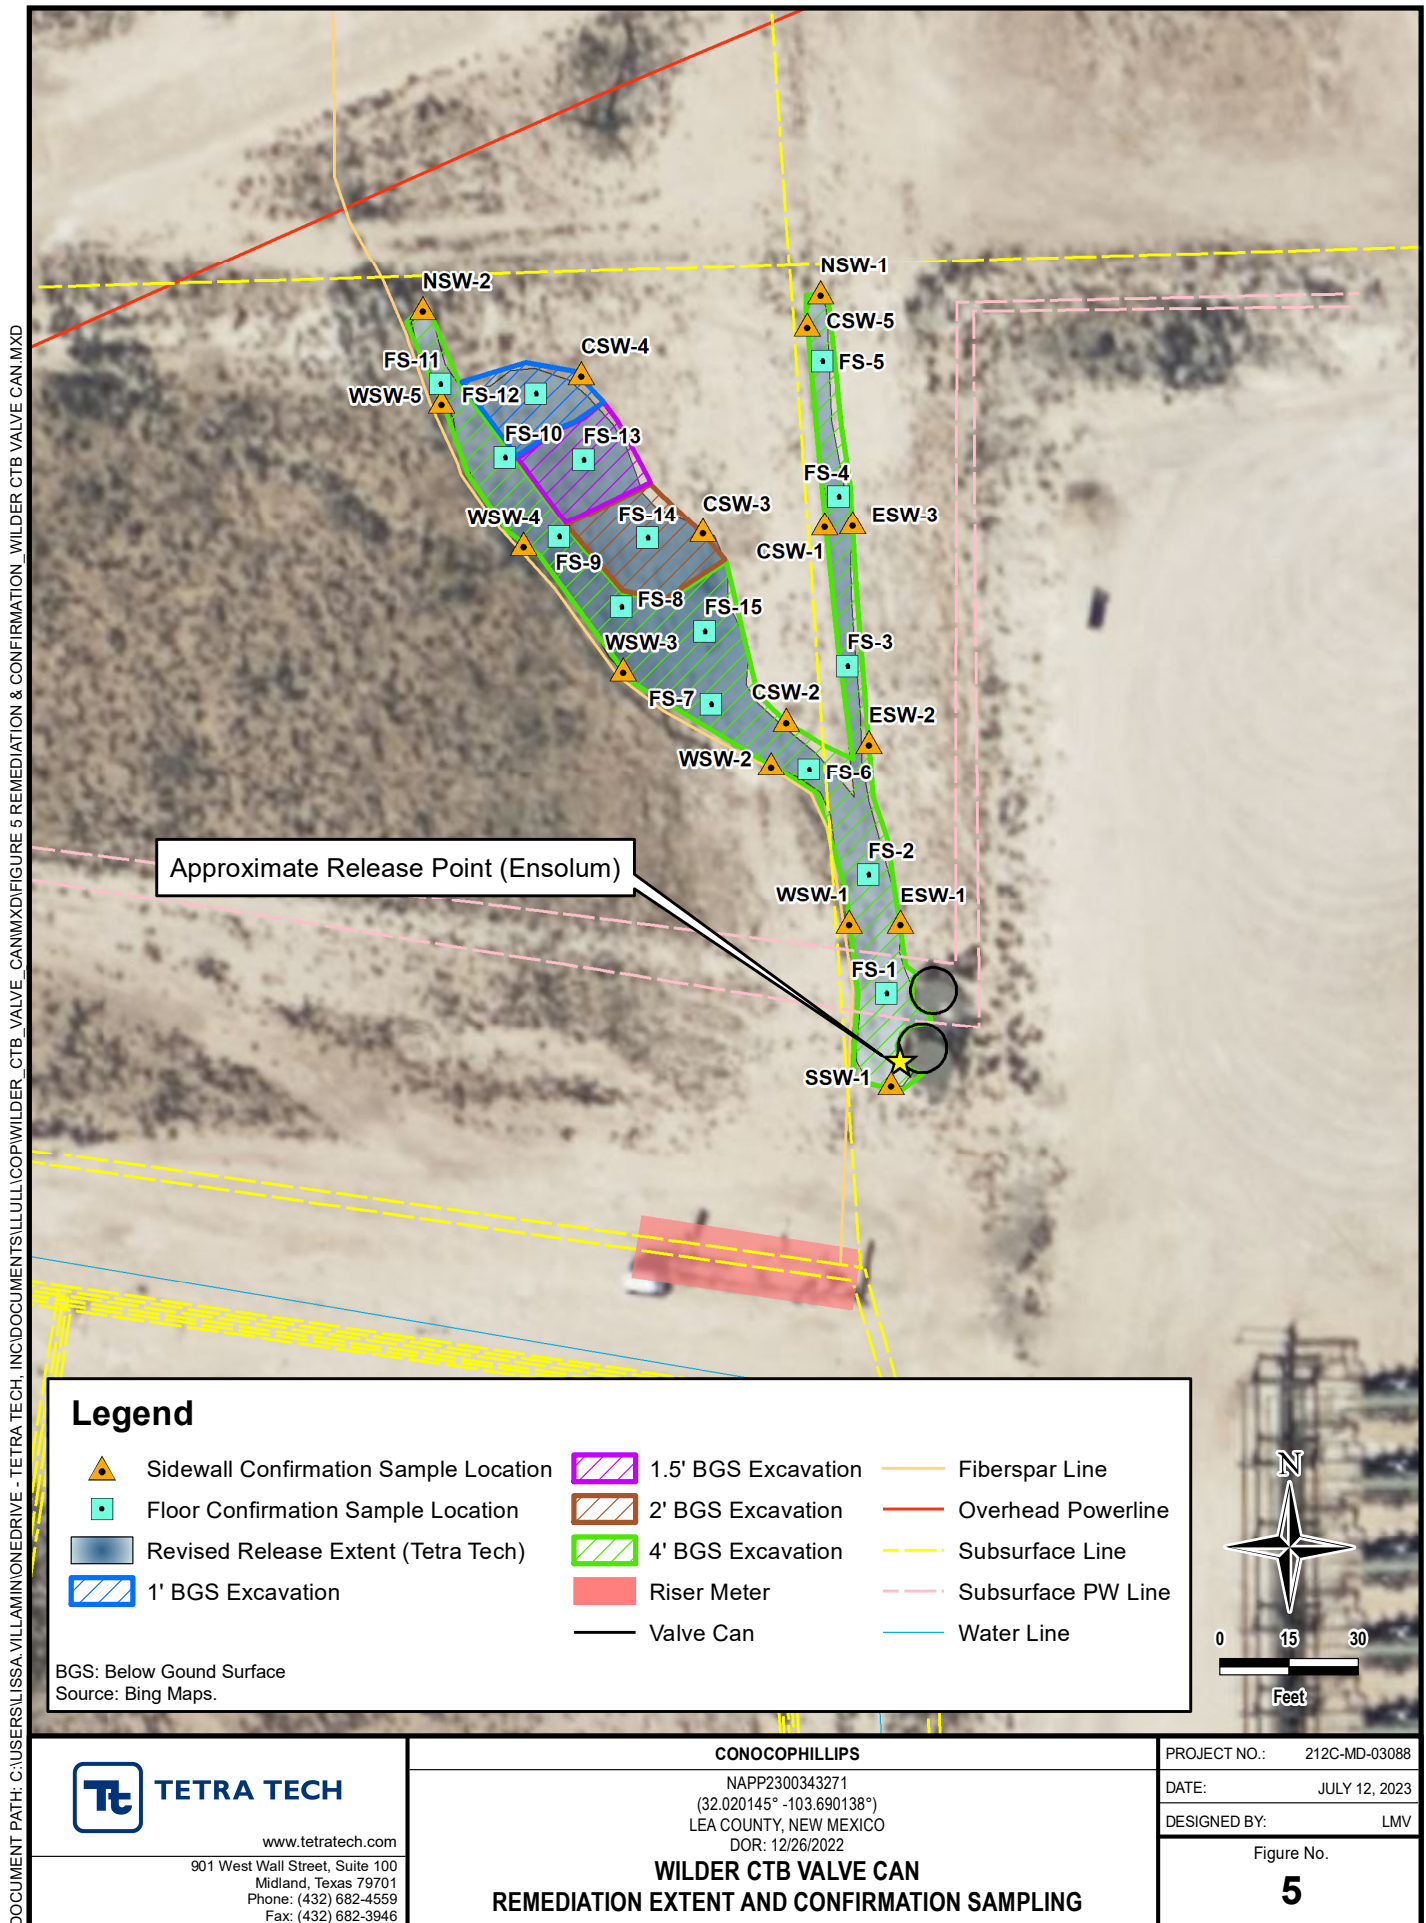 DOCUMENT PATH: C:\USERS\LISSA.VILLAMIN\ONEDRIVE - TETRA TECH, INC\DOCUMENTS\LLULL\COP\WILDER_CTB_VALVE_CAN\MXD\FIGURE 5 REMEDIATION & CONFIRMATION_WILDER CTB VALVE CAN.MXD
NSW-1
NSW-2
CSW-5
CSW-4
FS-11
FS-5
WSW-5
FS-12
FS-10
FS-13
FS-4
WSW-4
FS-14
CSW-3
ESW-3
CSW-1
FS-9
FS-8
FS-15
WSW-3
FS-3
FS-7
CSW-2
ESW-2
WSW-2
FS-6
FS-2
Approximate Release Point (Ensolum)
WSW-1
ESW-1
FS-1
SSW-1
Legend
Sidewall Confirmation Sample Location
Floor Confirmation Sample Location
Revised Release Extent (Tetra Tech)
1' BGS Excavation
1.5' BGS Excavation
2' BGS Excavation
4' BGS Excavation
Riser Meter
Valve Can
Fiberspar Line
Overhead Powerline
Subsurface Line
Subsurface PW Line
Water Line
BGS: Below Gound Surface
Source: Bing Maps.
N
0 15 30
Feet
Tt TETRA TECH
www.tetratech.com
901 West Wall Street, Suite 100
Midland, Texas 79701
Phone: (432) 682-4559
Fax: (432) 682-3946
CONOCOPHILLIPS
NAPP2300343271
(32.020145° -103.690138°)
LEA COUNTY, NEW MEXICO
DOR: 12/26/2022
WILDER CTB VALVE CAN
REMEDIATION EXTENT AND CONFIRMATION SAMPLING
PROJECT NO.: 212C-MD-03088
DATE: JULY 12, 2023
DESIGNED BY: LMV
Figure No.
5